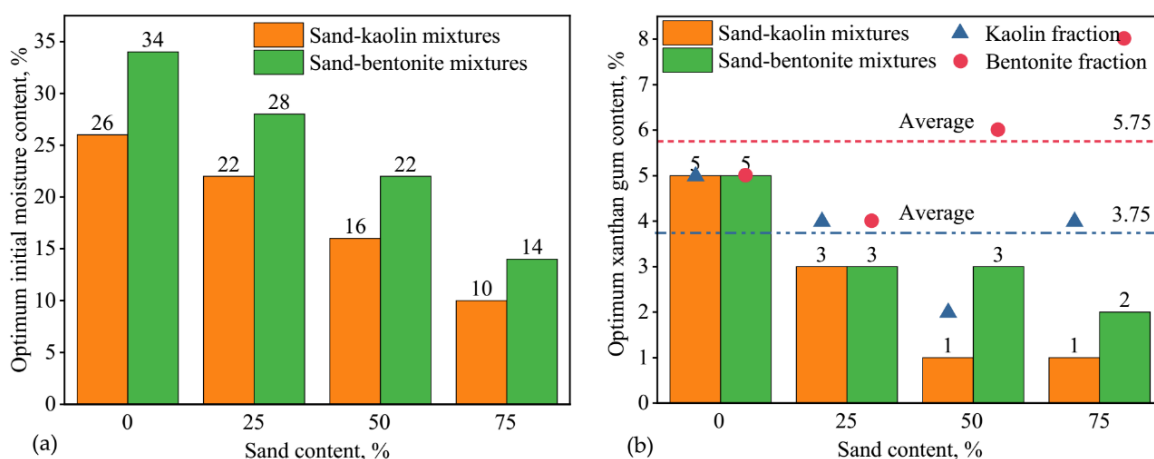 Optimum initial moisture content, %
35
30
25
20
15
10
5
0
Sand-kaolin mixtures
Sand-bentonite mixtures
34
26
28
22
22
16
14
10
0 25 50 75
Sand content, %
(a)
Optimum xanthan gum content, %
8
7
6
5
4
3
2
1
0
Sand-kaolin mixtures Kaolin fraction
Sand-bentonite mixtures Bentonite fraction
Average 5.75
5 5
Average 3.75
3 3 3
2
1 1
0 25 50 75
Sand content, %
(b)